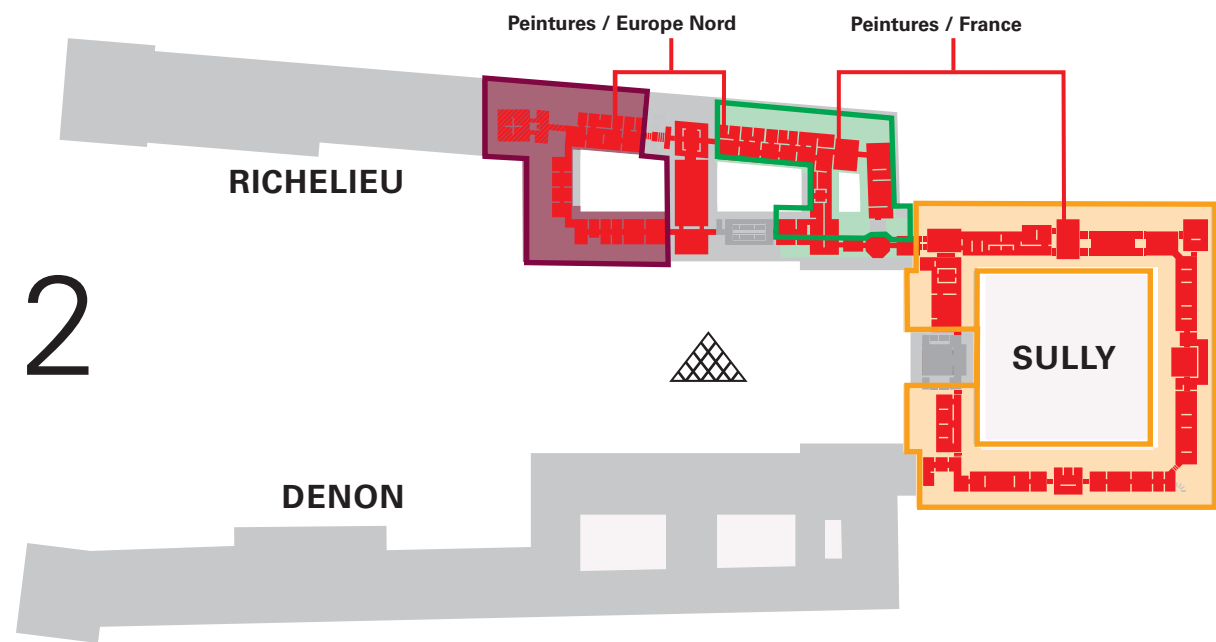 Peintures / Europe Nord
Peintures / France
RICHELIEU
2
SULLY
DENON